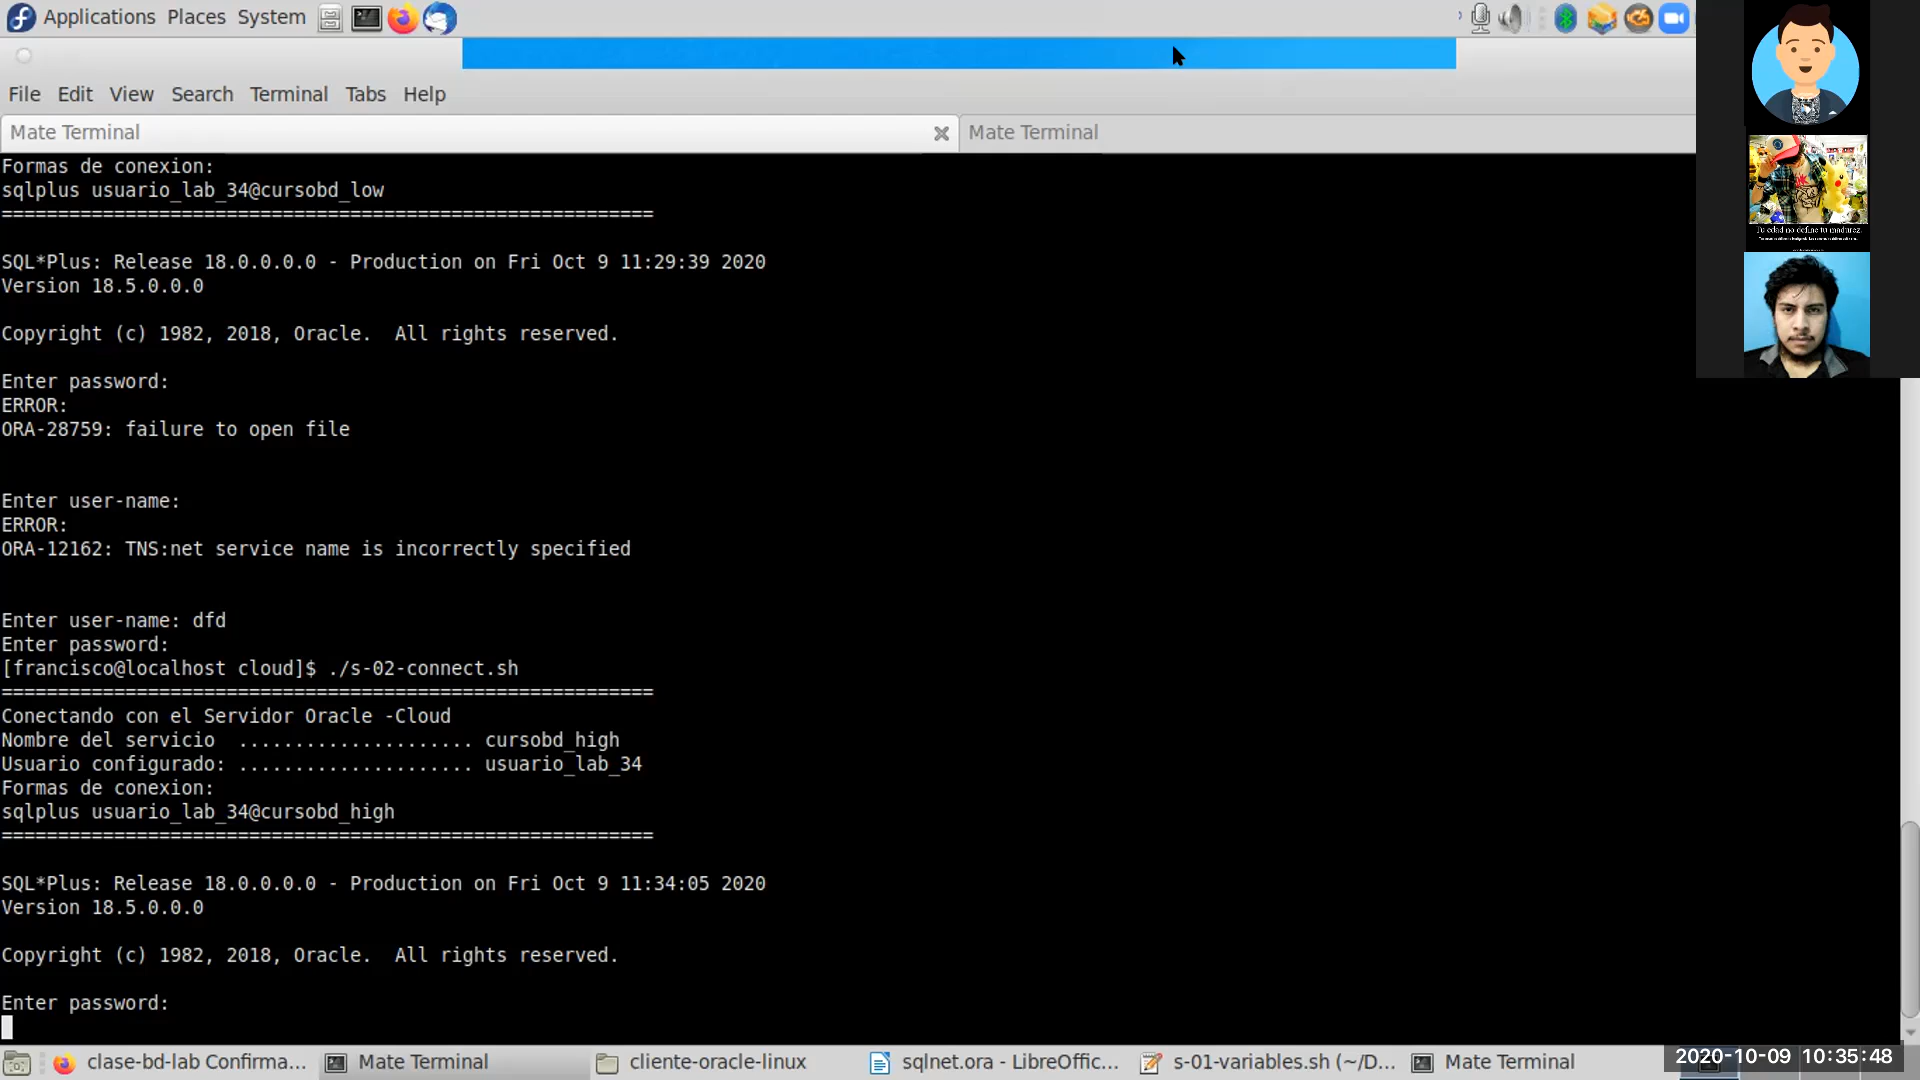 Applications Places System
File Edit View Search Terminal Tabs Help
Mate Terminal
Mate Terminal
Formas de conexion:
sqlplus usuario_lab_34@cursobd_low
==========================================================
SQL*Plus: Release 18.0.0.0.0 - Production on Fri Oct 9 11:29:39 2020
Version 18.5.0.0.0
Copyright (c) 1982, 2018, Oracle.  All rights reserved.
Enter password:
ERROR:
ORA-28759: failure to open file
Enter user-name:
ERROR:
ORA-12162: TNS:net service name is incorrectly specified
Enter user-name: dfd
Enter password:
[francisco@localhost cloud]$ ./s-02-connect.sh
==========================================================
Conectando con el Servidor Oracle -Cloud
Nombre del servicio  ..................... cursobd_high
Usuario configurado: ..................... usuario_lab_34
Formas de conexion:
sqlplus usuario_lab_34@cursobd_high
==========================================================
SQL*Plus: Release 18.0.0.0.0 - Production on Fri Oct 9 11:34:05 2020
Version 18.5.0.0.0
Copyright (c) 1982, 2018, Oracle.  All rights reserved.
Enter password:
Tu edad no define tu madurez.
clase-bd-lab Confirma...
Mate Terminal
cliente-oracle-linux
sqlnet.ora - LibreOffic...
s-01-variables.sh (~/D...
Mate Terminal
2020-10-09 10:35:48